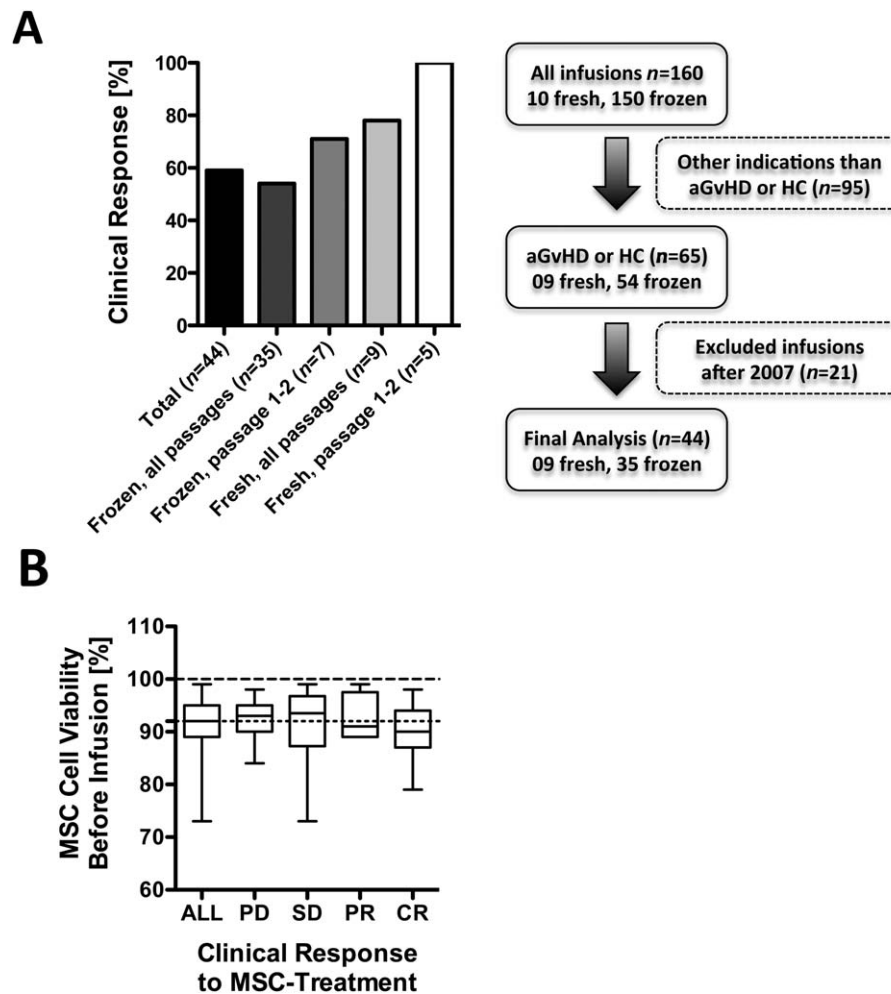 A
Clinical Response [%]
100
80
60
40
20
0
Total (n=44)
Frozen, all passages (n=35)
Frozen, passage 1-2 (n=7)
Fresh, all passages (n=9)
Fresh, passage 1-2 (n=5)
All infusions n=160
10 fresh, 150 frozen
Other indications than
aGvHD or HC (n=95)
aGvHD or HC (n=65)
09 fresh, 54 frozen
Excluded infusions
after 2007 (n=21)
Final Analysis (n=44)
09 fresh, 35 frozen
B
MSC Cell Viability
Before Infusion [%]
110
100
90
80
70
60
ALL PD SD PR CR
Clinical Response
to MSC-Treatment